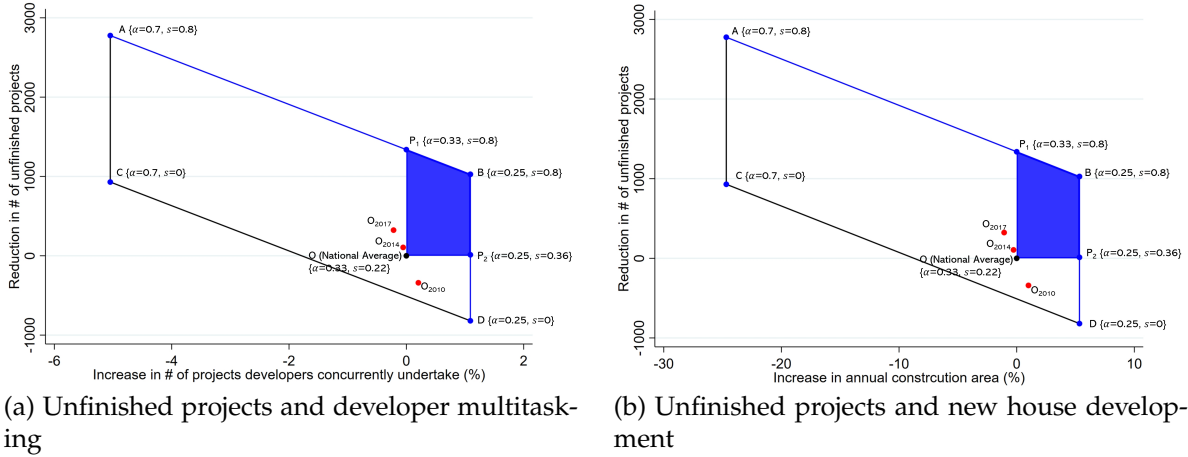 Reduction in # of unfinished projects
3000
2000
1000
0
-1000
A {α=0.7, s=0.8}
P1 {α=0.33, s=0.8}
C {α=0.7, s=0}
B {α=0.25, s=0.8}
O2017
O2014
O (National Average)
{α=0.33, s=0.22}
P2 {α=0.25, s=0.36}
O2010
D {α=0.25, s=0}
-6 -4 -2 0 2
Increase in # of projects developers concurrently undertake (%)
(a) Unfinished projects and developer multitask-
ing
Reduction in # of unfinished projects
3000
2000
1000
0
-1000
A {α=0.7, s=0.8}
P1 {α=0.33, s=0.8}
C {α=0.7, s=0}
B {α=0.25, s=0.8}
O2017
O2014
O (National Average)
{α=0.33, s=0.22}
P2 {α=0.25, s=0.36}
O2010
D {α=0.25, s=0}
-30 -20 -10 0 10
Increase in annual constrcution area (%)
(b) Unfinished projects and new house develop-
ment